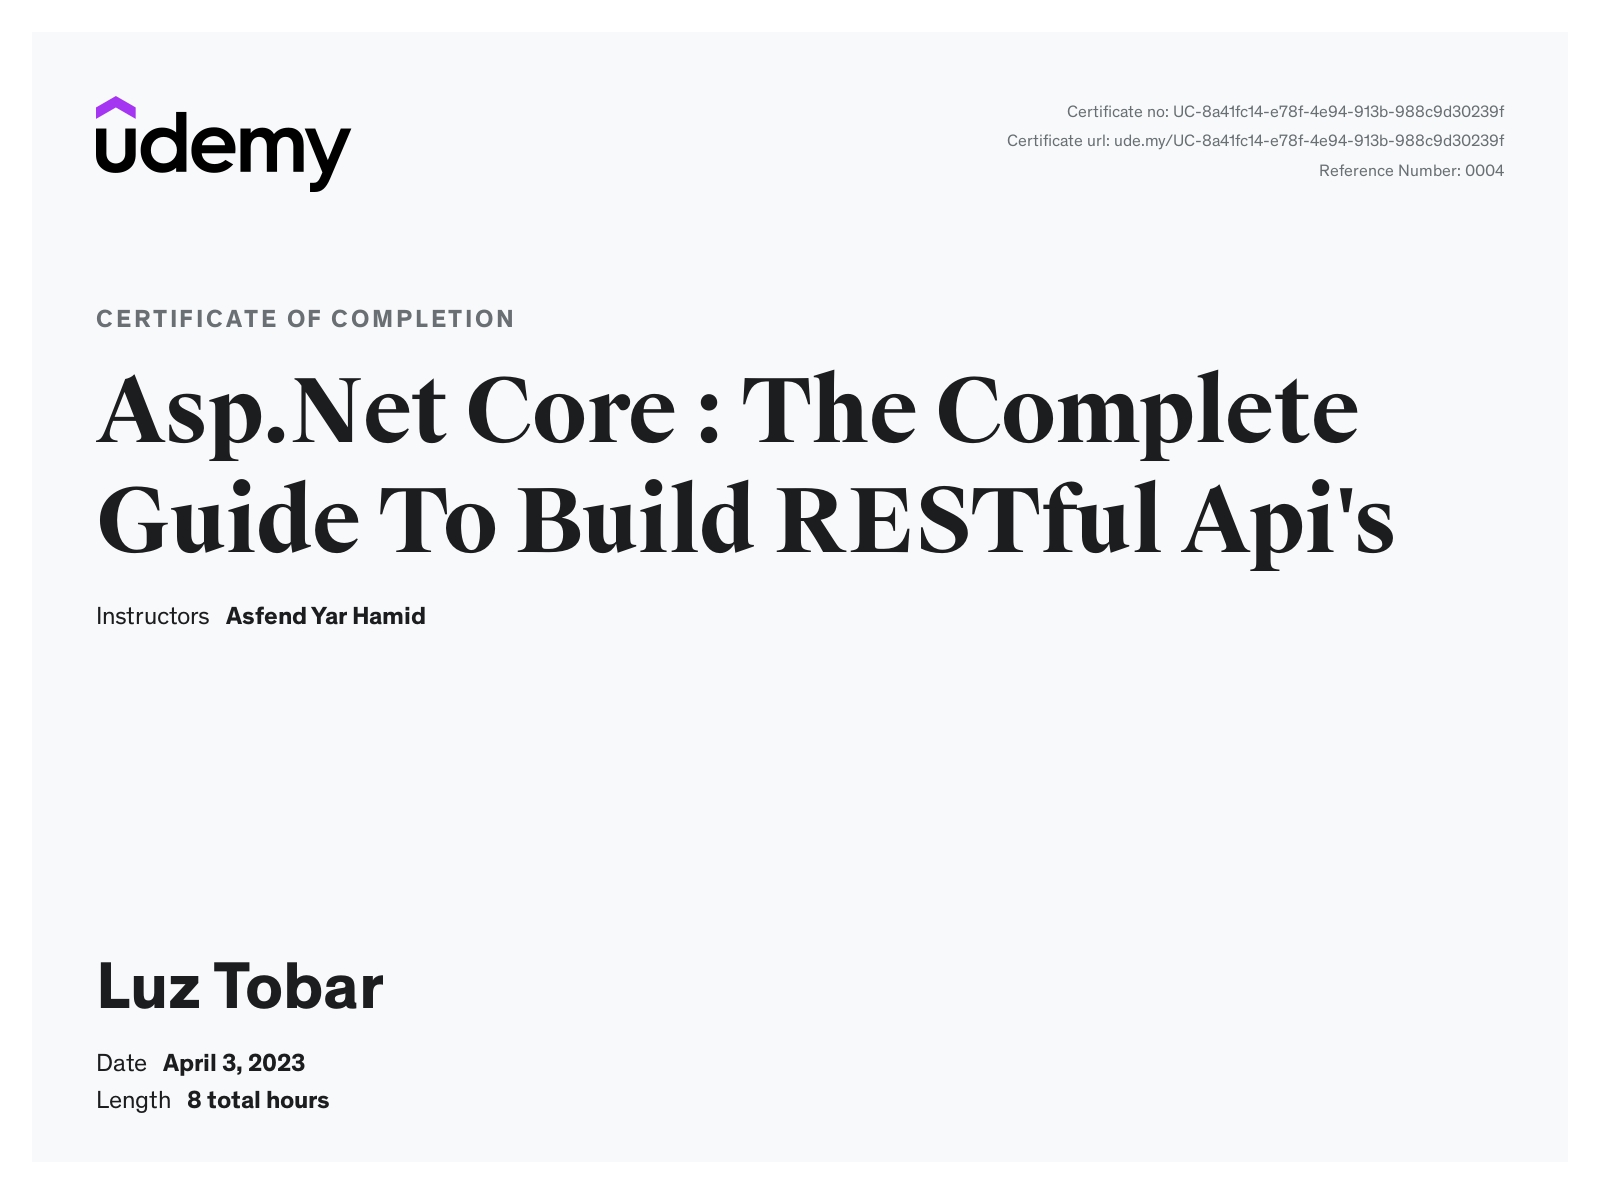 udemy
Certificate no: UC-8a41fc14-e78f-4e94-913b-988c9d30239f
Certificate url: ude.my/UC-8a41fc14-e78f-4e94-913b-988c9d30239f
Reference Number: 0004
CERTIFICATE OF COMPLETION
Asp.Net Core : The Complete
Guide To Build RESTful Api's
Instructors Asfend Yar Hamid
Luz Tobar
Date April 3, 2023
Length 8 total hours